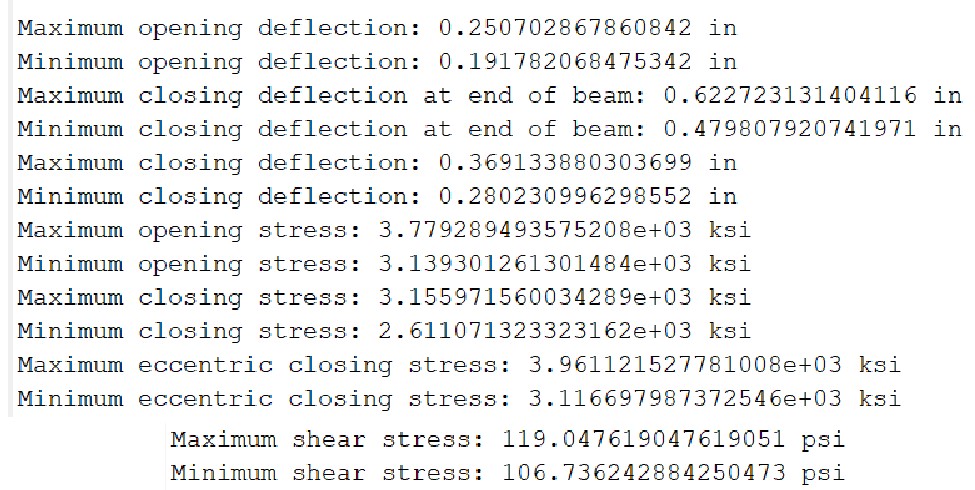 Maximum opening deflection: 0.250702867860842 in
Minimum opening deflection: 0.191782068475342 in
Maximum closing deflection at end of beam: 0.622723131404116 in
Minimum closing deflection at end of beam: 0.479807920741971 in
Maximum closing deflection: 0.369133880303699 in
Minimum closing deflection: 0.280230996298552 in
Maximum opening stress: 3.779289493575208e+03 ksi
Minimum opening stress: 3.139301261301484e+03 ksi
Maximum closing stress: 3.155971560034289e+03 ksi
Minimum closing stress: 2.611071323323162e+03 ksi
Maximum eccentric closing stress: 3.961121527781008e+03 ksi
Minimum eccentric closing stress: 3.116697987372546e+03 ksi
Maximum shear stress: 119.047619047619051 psi
Minimum shear stress: 106.736242884250473 psi